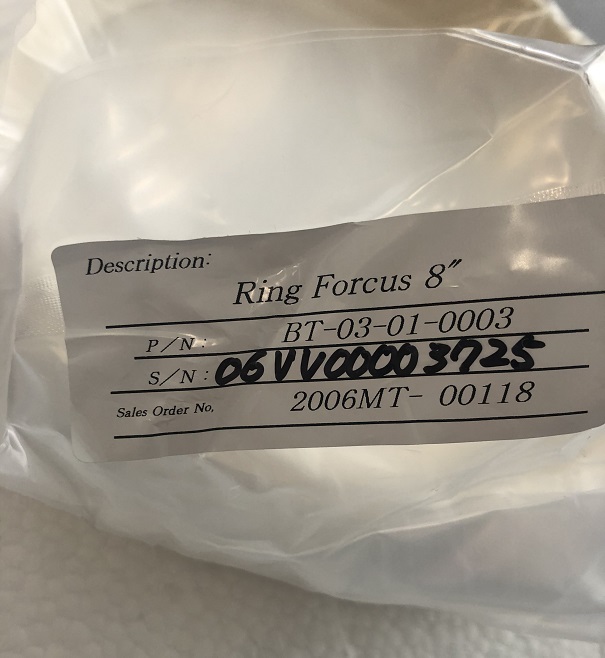 Description:
Ring Forcus 8″
P/N : BT-03-01-0003
S/N : 06VV00003725
Sales Order No, 2006MT- 00118